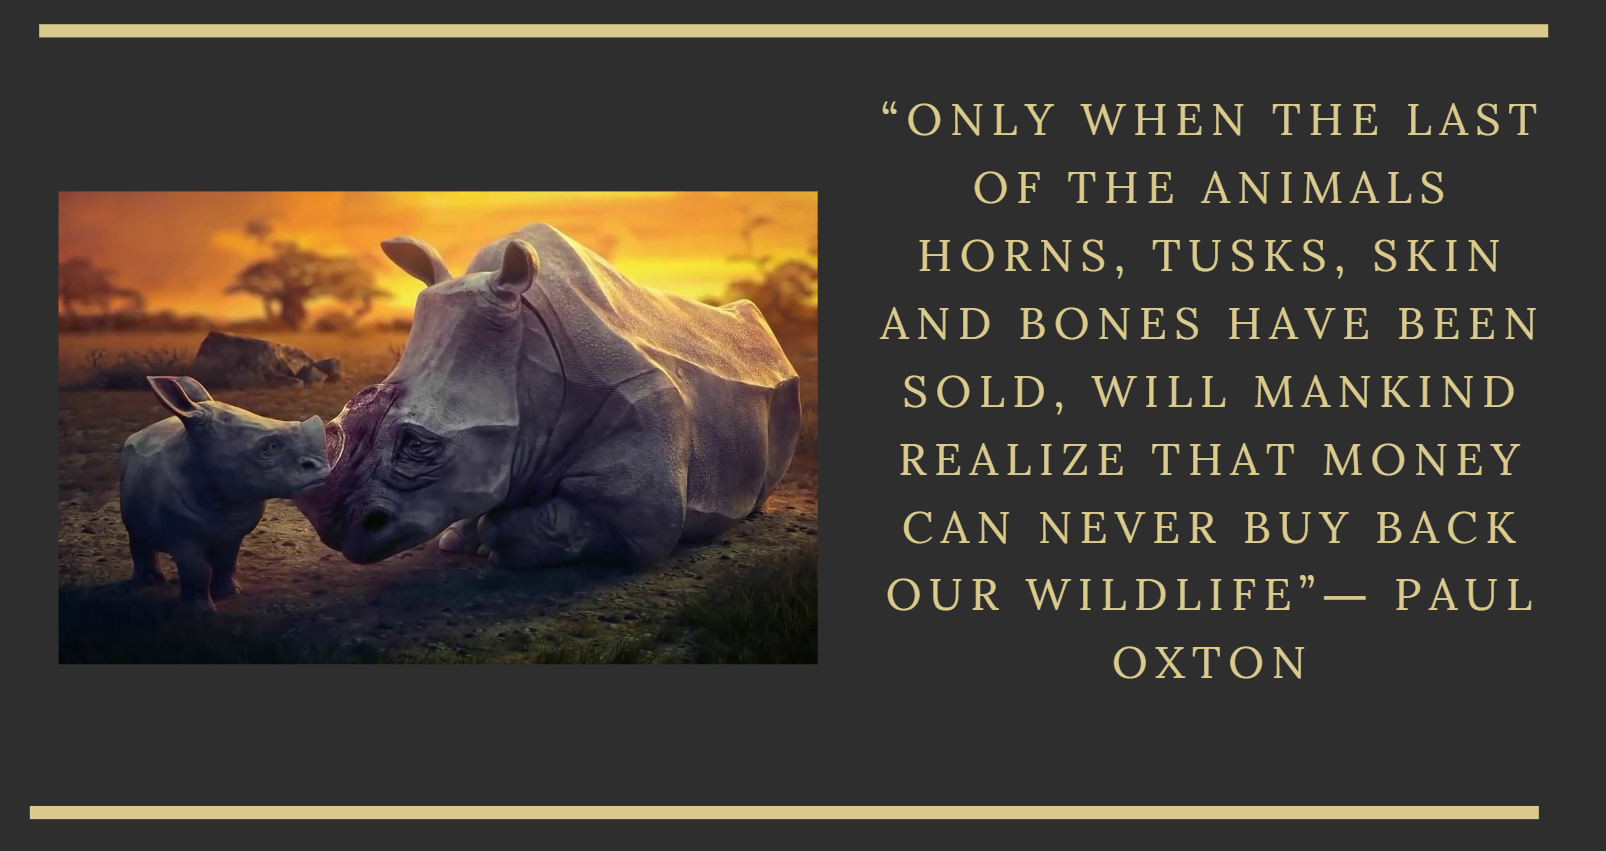 “ONLY WHEN THE LAST
OF THE ANIMALS
HORNS, TUSKS, SKIN
AND BONES HAVE BEEN
SOLD, WILL MANKIND
REALIZE THAT MONEY
CAN NEVER BUY BACK
OUR WILDLIFE”— PAUL
OXTON